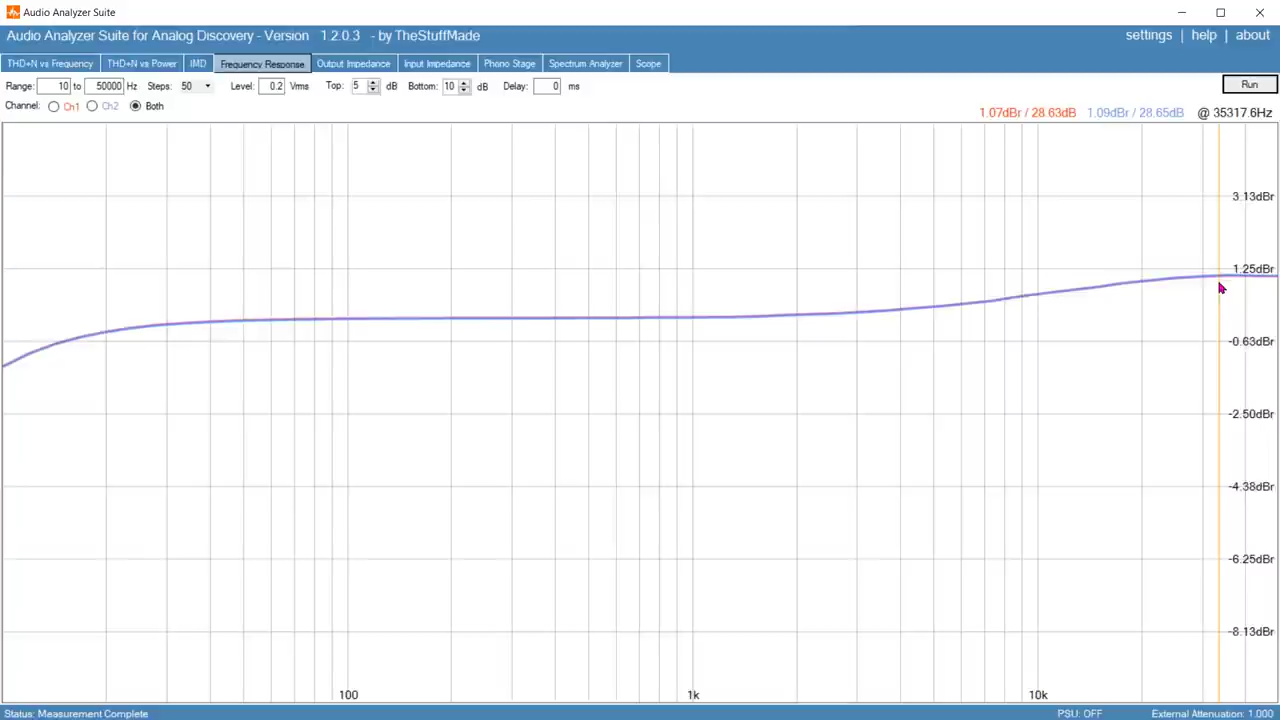 Audio Analyzer Suite
Audio Analyzer Suite for Analog Discovery - Version 1.2.0.3 - by TheStuffMade
settings | help | about
THD+N vs Frequency THD+N vs Power IMD Frequency Response Output Impedance Input Impedance Phono Stage Spectrum Analyzer Scope
Range: 10 to 50000 Hz Steps: 50 Level: 0.2 Vrms Top: 5 dB Bottom: 10 dB Delay: 0 ms Run
Channel: Ch1 Ch2 Both
1.07dBr / 28.63dB 1.09dBr / 28.65dB @ 35317.6Hz
3.13dBr
1.25dBr
-0.63dBr
-2.50dBr
-4.38dBr
-6.25dBr
-8.13dBr
100 1k 10k
Status: Measurement Complete PSU: OFF External Attenuation: 1.000